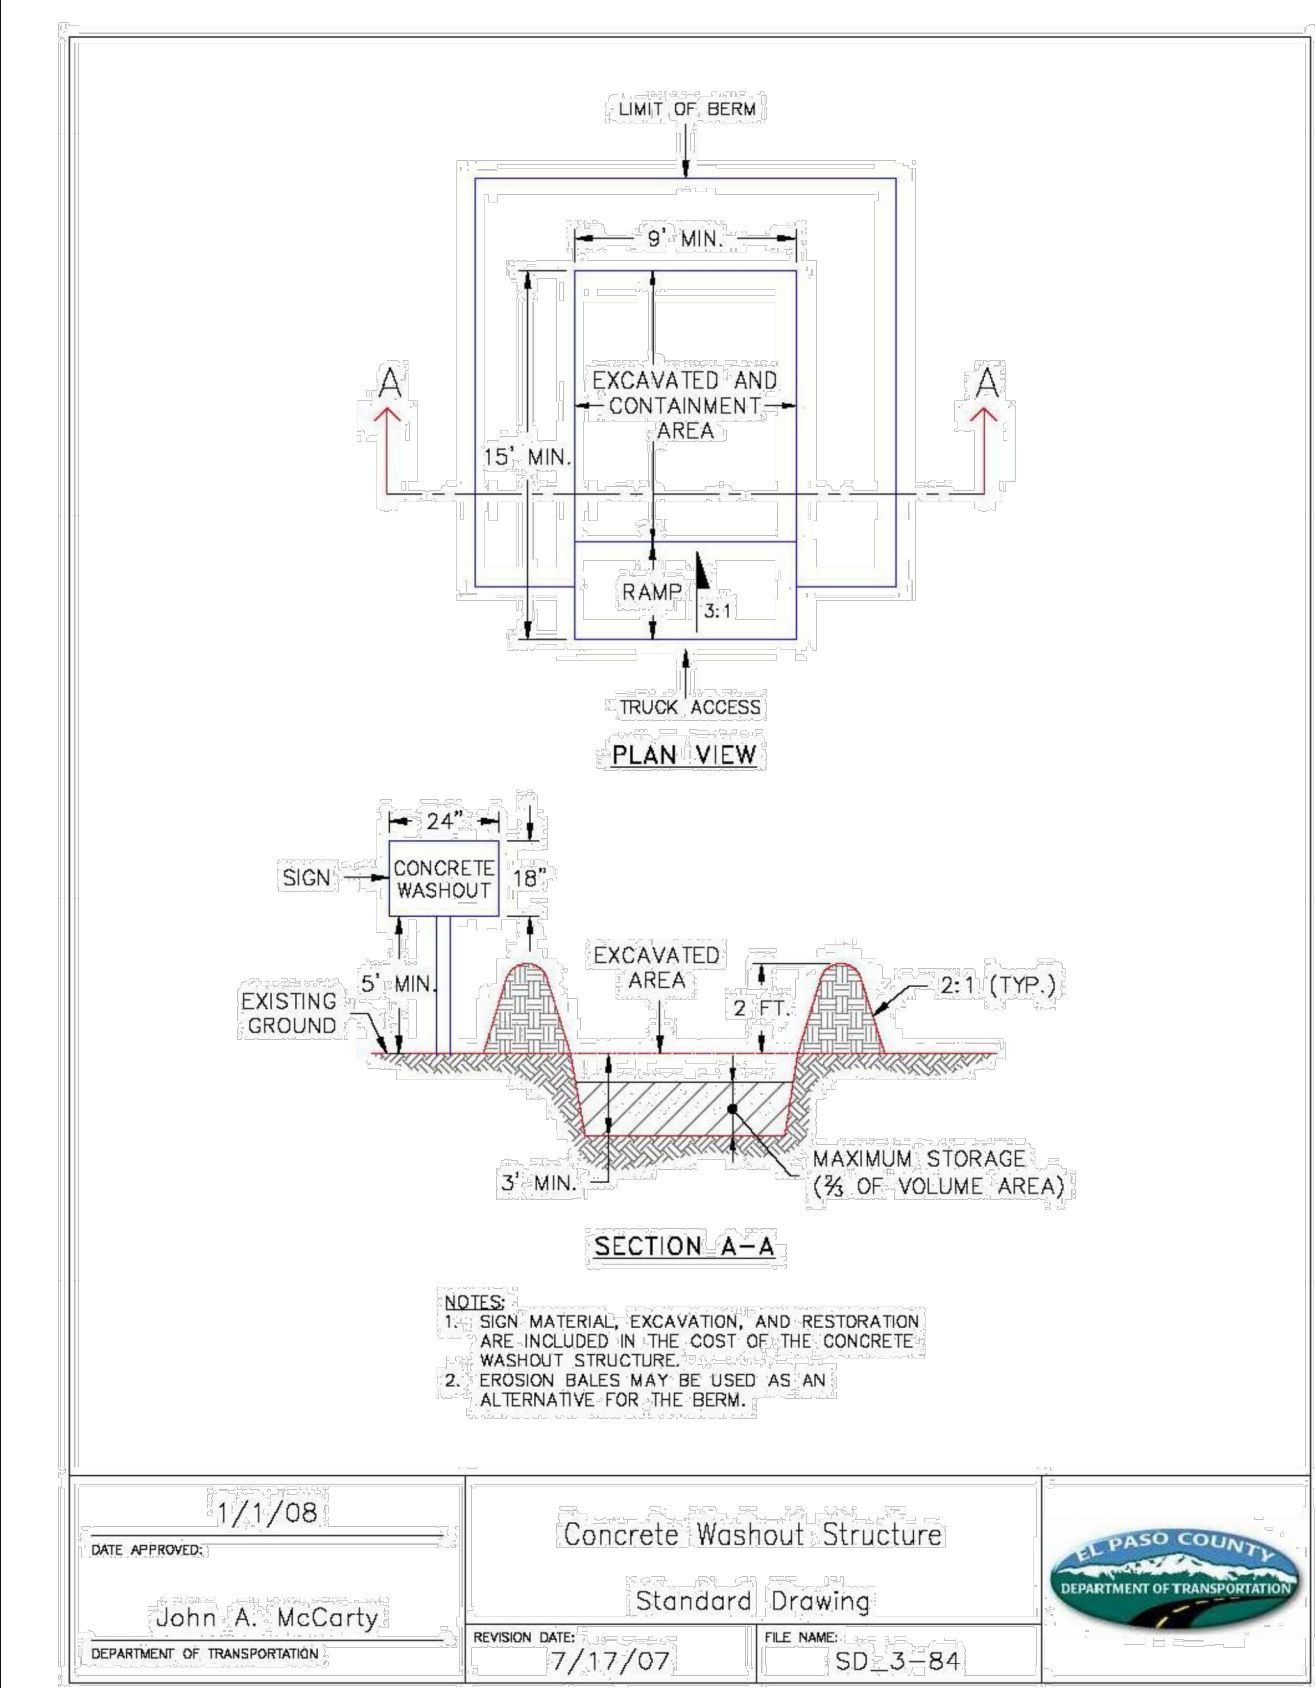 LIMIT OF BERM
9' MIN.
A
A
EXCAVATED AND
CONTAINMENT
AREA
15' MIN.
RAMP
3:1
TRUCK ACCESS
PLAN VIEW
24"
SIGN
CONCRETE
WASHOUT
18"
5' MIN.
EXISTING
GROUND
EXCAVATED
AREA
2 FT.
2:1 (TYP.)
3' MIN.
MAXIMUM STORAGE
(⅔ OF VOLUME AREA)
SECTION A-A
NOTES:
1. SIGN MATERIAL, EXCAVATION, AND RESTORATION
ARE INCLUDED IN THE COST OF THE CONCRETE
WASHOUT STRUCTURE.
2. EROSION BALES MAY BE USED AS AN
ALTERNATIVE FOR THE BERM.
1/1/08
DATE APPROVED:
John A. McCarty
DEPARTMENT OF TRANSPORTATION
Concrete Washout Structure
Standard Drawing
REVISION DATE:
7/17/07
FILE NAME:
SD_3-84
EL PASO COUNTY
DEPARTMENT OF TRANSPORTATION